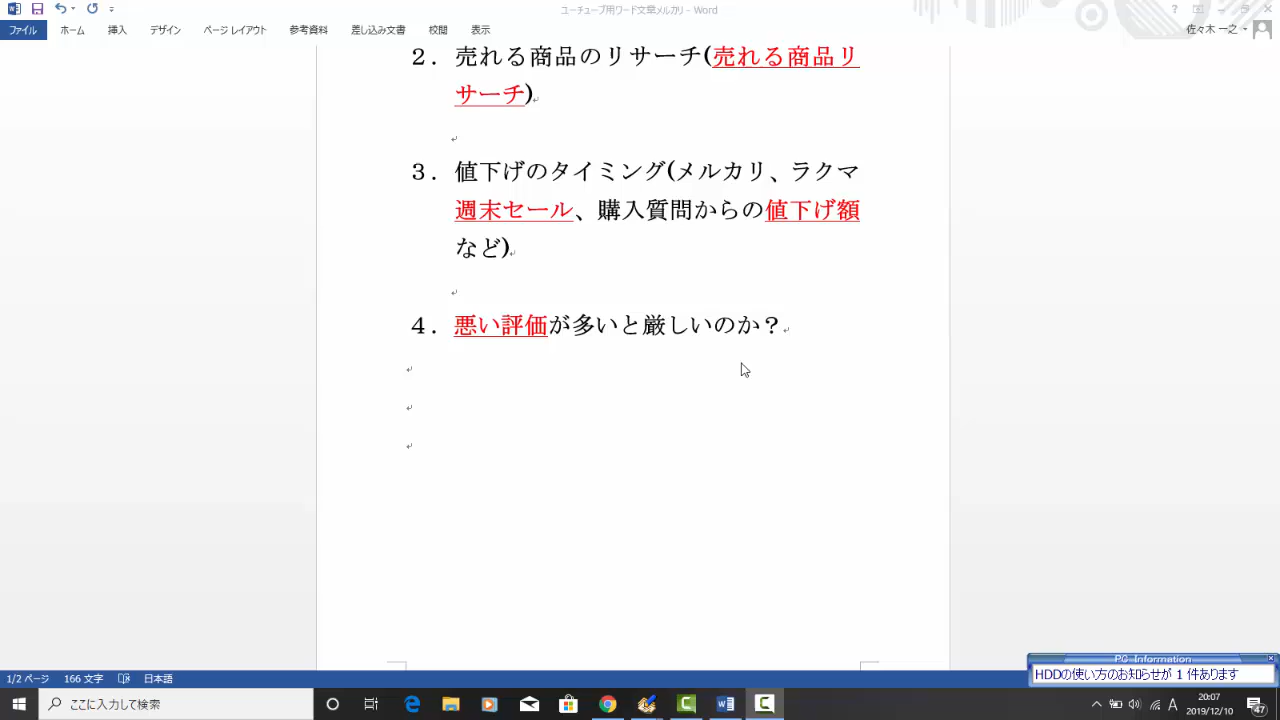 ユーチューブ用ワード文章メルカリ - Word
ファイル ホーム 挿入 デザイン ページ レイアウト 参考資料 差し込み文書 校閲 表示
佐々木 一之
２．売れる商品のリサーチ(売れる商品リ
サーチ)
３．値下げのタイミング(メルカリ、ラクマ
週末セール、購入質問からの値下げ額
など)
４．悪い評価が多いと厳しいのか？
PC Information
HDDの使い方のお知らせが 1 件あります
1/2 ページ 166 文字 日本語
ここに入力して検索
A
20:07
2019/12/10
47